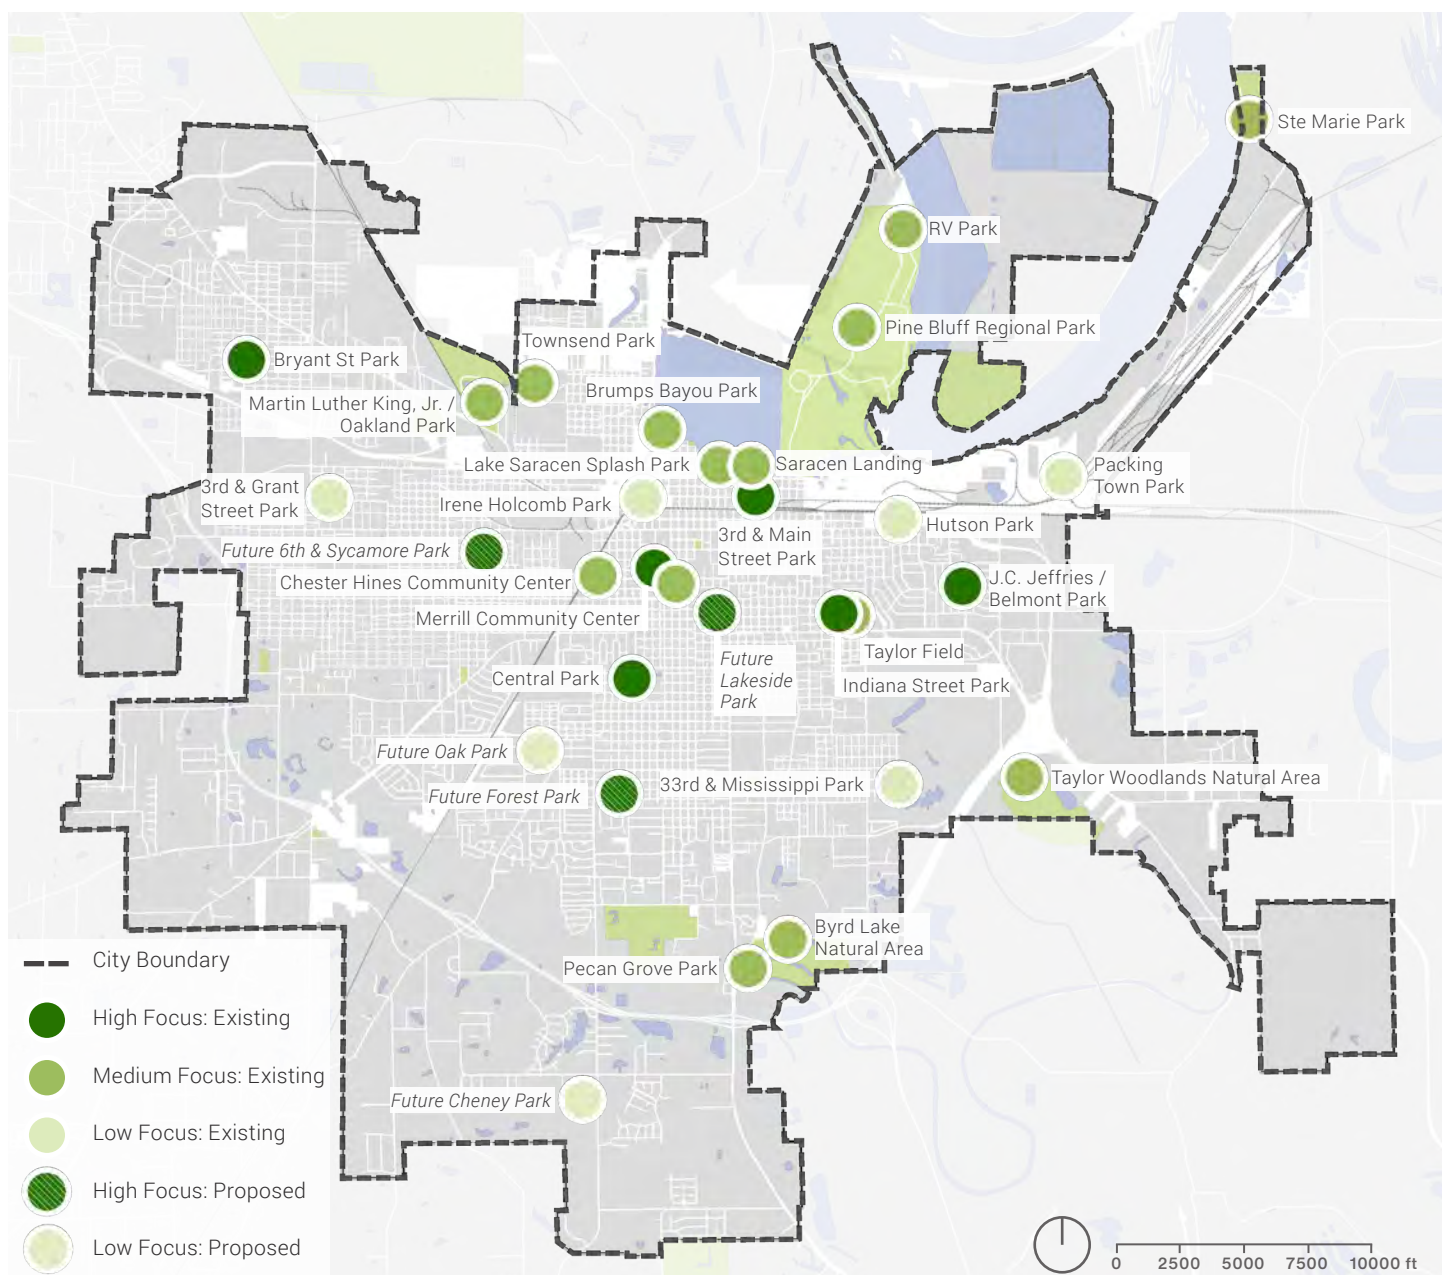 Ste Marie Park
RV Park
Pine Bluff Regional Park
Townsend Park
Bryant St Park
Brumps Bayou Park
Martin Luther King, Jr. /
Oakland Park
Lake Saracen Splash Park
Saracen Landing
Packing
Town Park
3rd & Grant
Street Park
Irene Holcomb Park
Hutson Park
3rd & Main
Street Park
Future 6th & Sycamore Park
Chester Hines Community Center
J.C. Jeffries /
Belmont Park
Merrill Community Center
Taylor Field
Future
Lakeside
Park
Central Park
Indiana Street Park
Future Oak Park
Future Forest Park
33rd & Mississippi Park
Taylor Woodlands Natural Area
Byrd Lake
Natural Area
Pecan Grove Park
Future Cheney Park
City Boundary
High Focus: Existing
Medium Focus: Existing
Low Focus: Existing
High Focus: Proposed
Low Focus: Proposed
0 2500 5000 7500 10000 ft